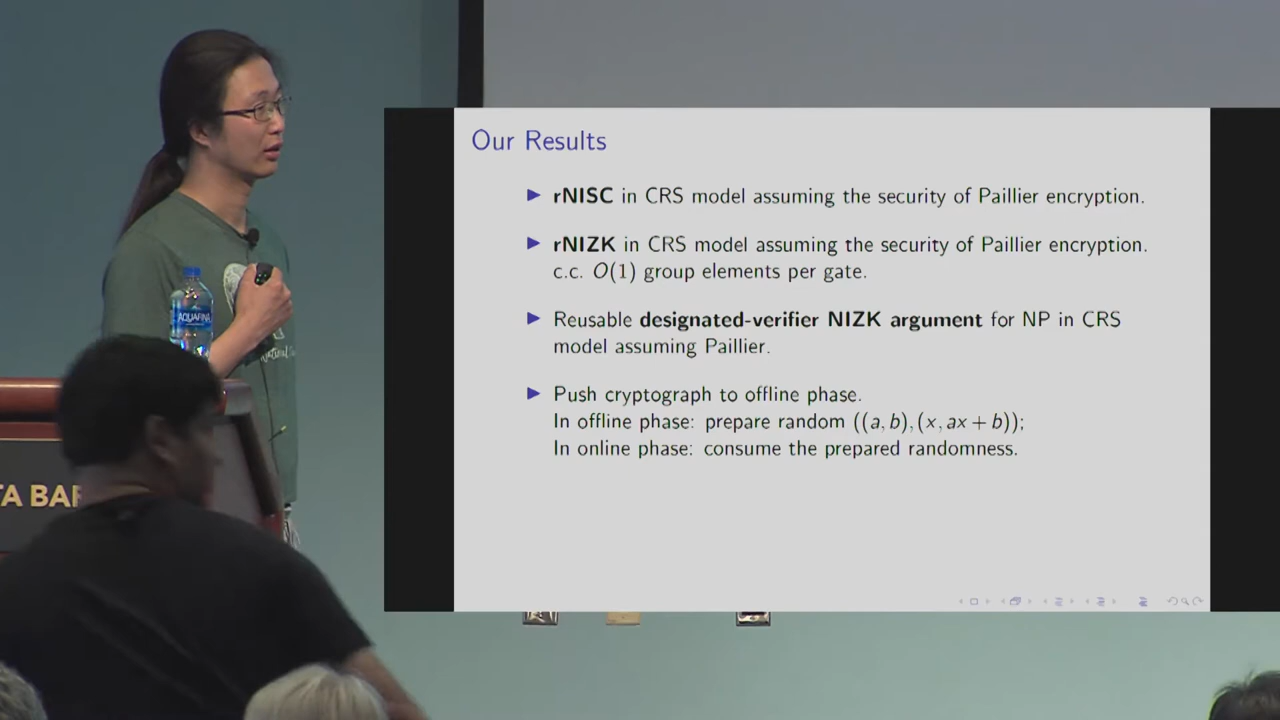 Our Results
▶ rNISC in CRS model assuming the security of Paillier encryption.
▶ rNIZK in CRS model assuming the security of Paillier encryption.
c.c. O(1) group elements per gate.
▶ Reusable designated-verifier NIZK argument for NP in CRS
model assuming Paillier.
▶ Push cryptograph to offline phase.
In offline phase: prepare random ((a, b), (x, ax + b));
In online phase: consume the prepared randomness.
AQUAFINA
TA BAR